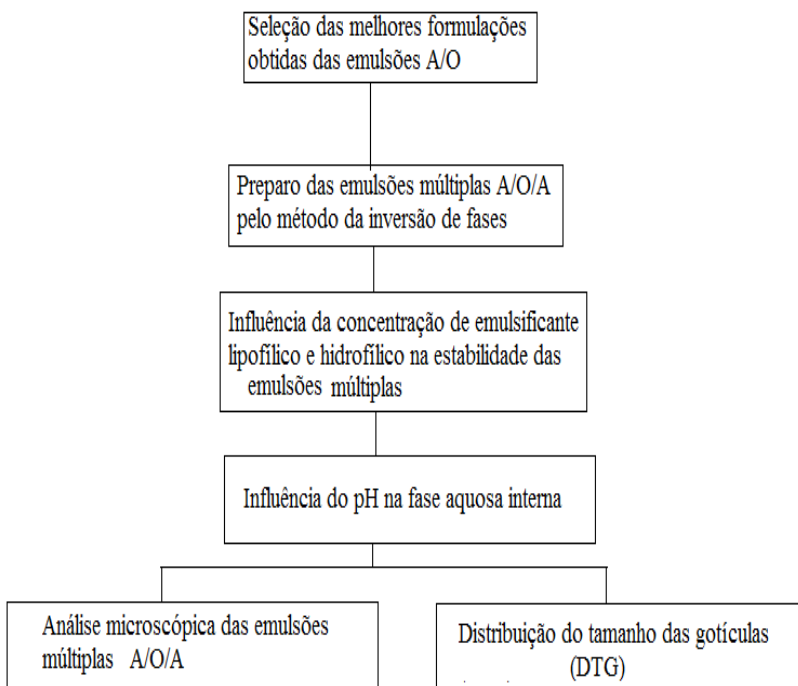 Seleção das melhores formulações
obtidas das emulsões A/O
Preparo das emulsões múltiplas A/O/A
pelo método da inversão de fases
Influência da concentração de emulsificante
lipofílico e hidrofílico na estabilidade das
emulsões múltiplas
Influência do pH na fase aquosa interna
Análise microscópica das emulsões
múltiplas A/O/A
Distribuição do tamanho das gotículas
(DTG)